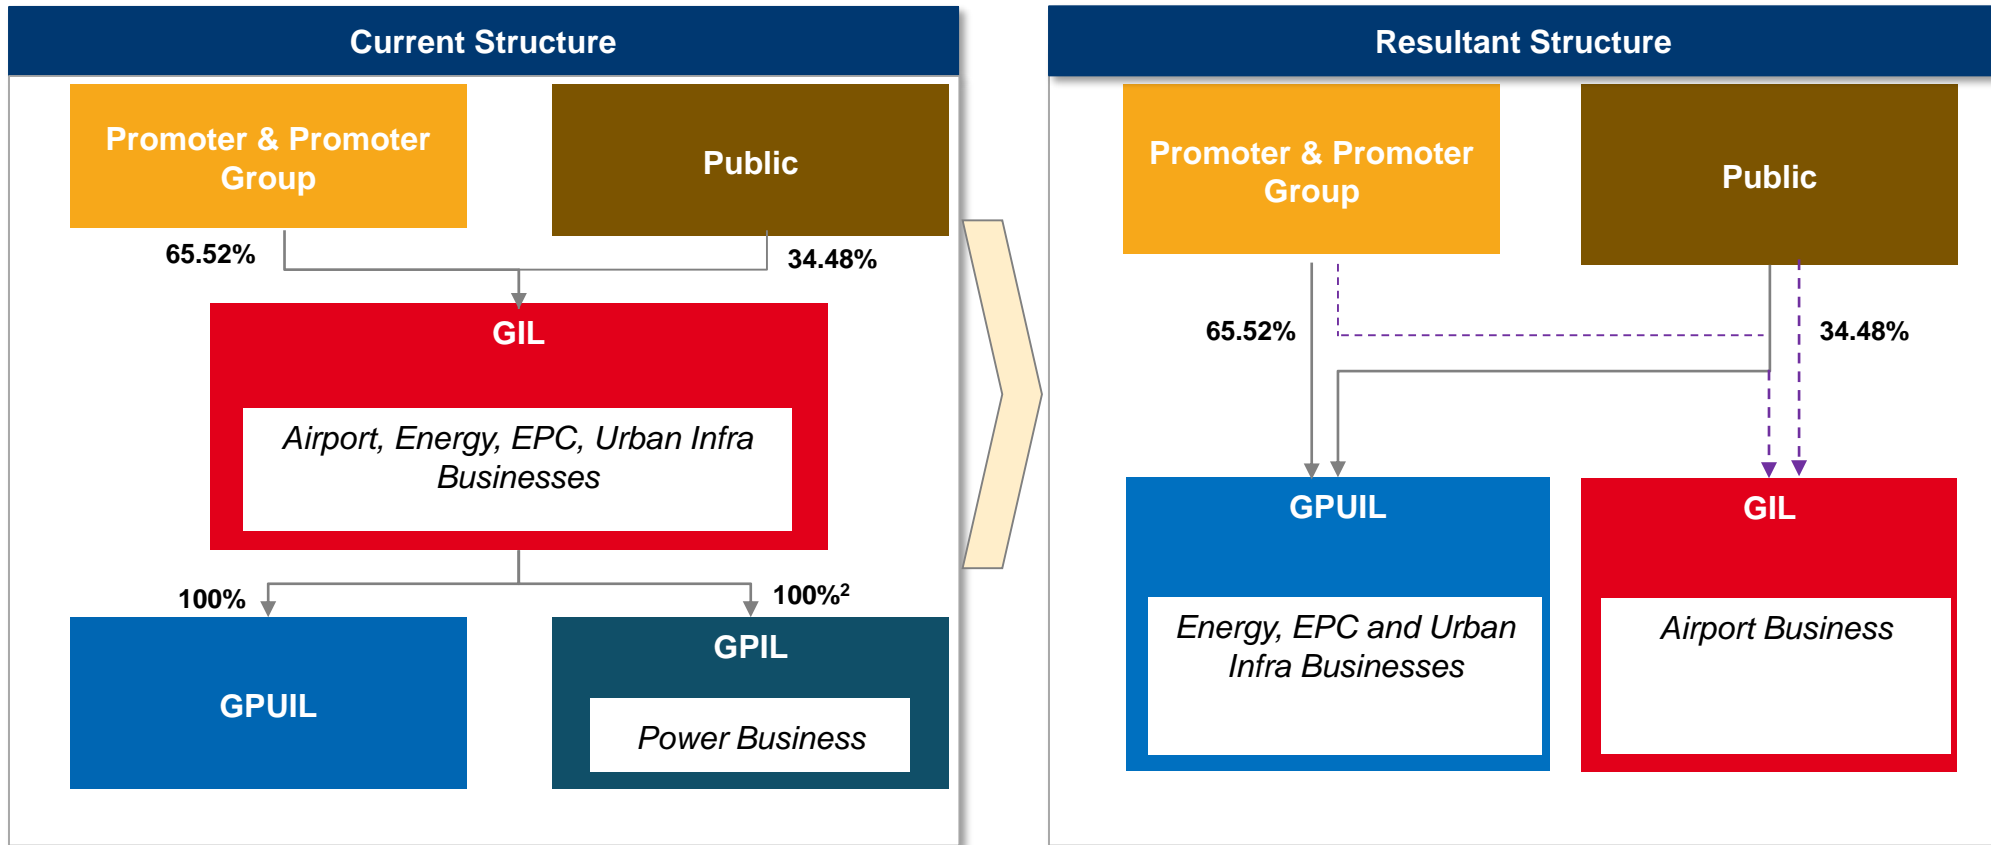 Current Structure
Promoter & Promoter
Group
Public
65.52%
34.48%
GIL
Airport, Energy, EPC, Urban Infra
Businesses
100%
100%²
GPUIL
GPIL
Power Business
Resultant Structure
Promoter & Promoter
Group
Public
65.52%
34.48%
GPUIL
Energy, EPC and Urban
Infra Businesses
GIL
Airport Business